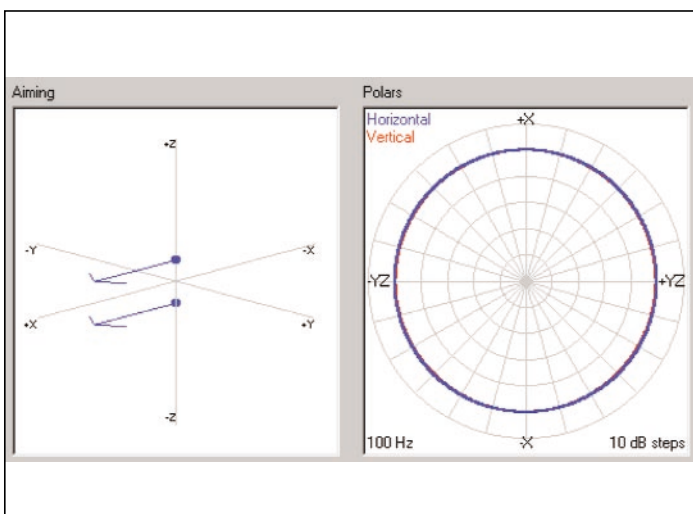 Aiming
+Z
-Y
-X
+X
+Y
-Z
Polars
Horizontal
Vertical
+X
-YZ
+YZ
-X
100 Hz
10 dB steps